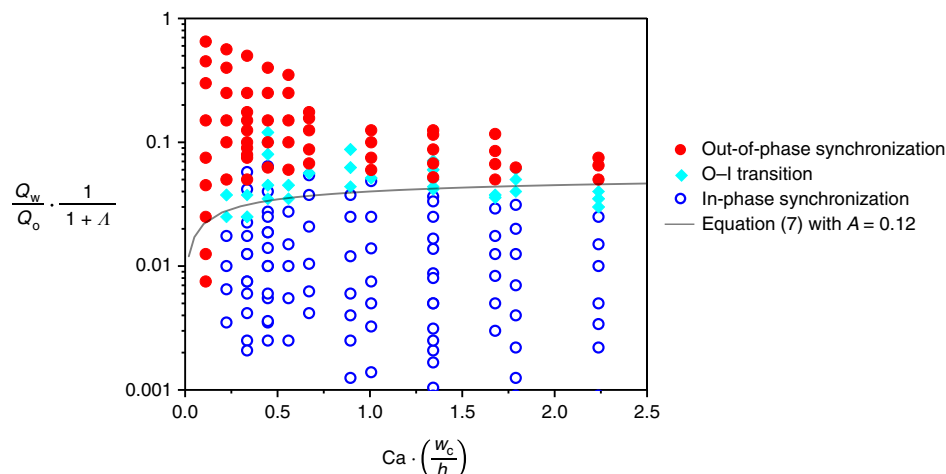 1
0.1
0.01
0.001
Q_w / Q_o · 1 / 1 + Λ
0.0 0.5 1.0 1.5 2.0 2.5
Ca · (w_c / h)
Out-of-phase synchronization
O–I transition
In-phase synchronization
Equation (7) with A = 0.12